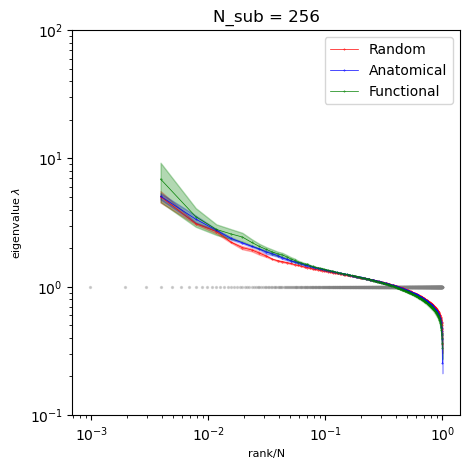 N_sub = 256
10²
10¹
10⁰
10⁻¹
eigenvalue λ
Random
Anatomical
Functional
10⁻³
10⁻²
10⁻¹
10⁰
rank/N